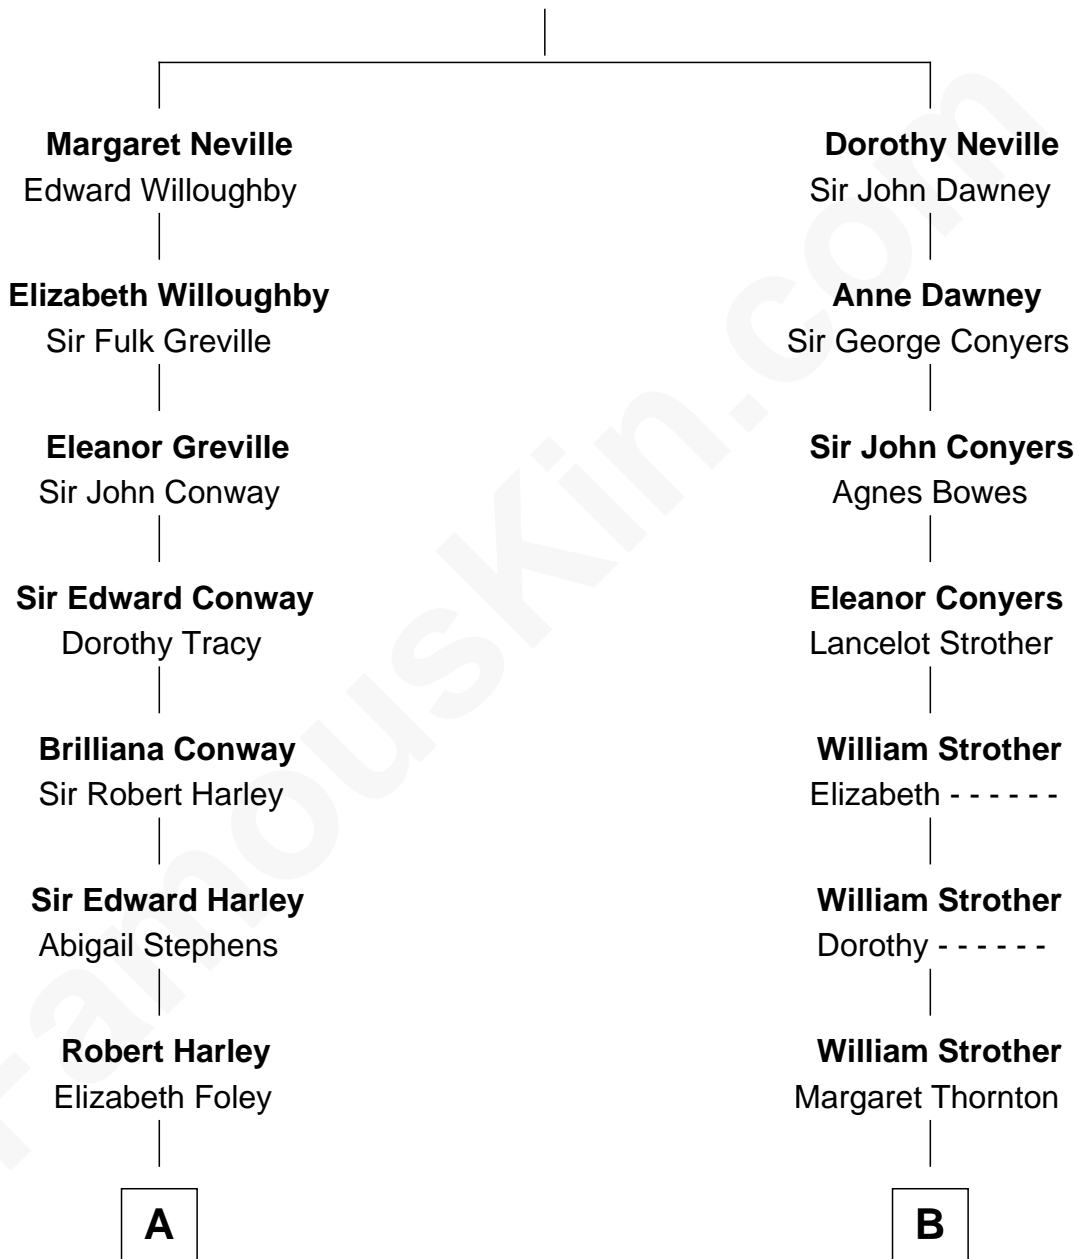 Margaret Neville
Edward Willoughby
Dorothy Neville
Sir John Dawney
Elizabeth Willoughby
Sir Fulk Greville
Anne Dawney
Sir George Conyers
Eleanor Greville
Sir John Conway
Sir John Conyers
Agnes Bowes
Sir Edward Conway
Dorothy Tracy
Eleanor Conyers
Lancelot Strother
Brilliana Conway
Sir Robert Harley
William Strother
Elizabeth - - - - - -
Sir Edward Harley
Abigail Stephens
William Strother
Dorothy - - - - - -
Robert Harley
Elizabeth Foley
William Strother
Margaret Thornton
A
B
FamousKin.com